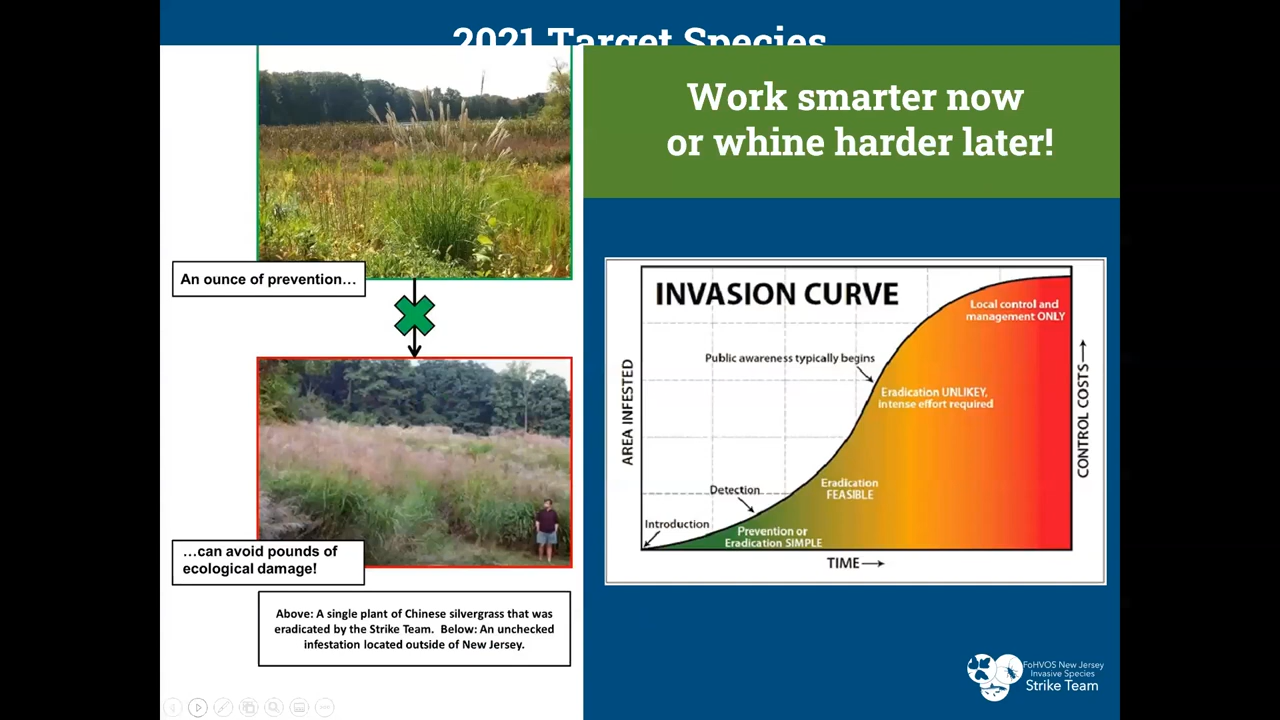 2021 Target Species
Work smarter now
or whine harder later!
An ounce of prevention…
…can avoid pounds of
ecological damage!
Above: A single plant of Chinese silvergrass that was
eradicated by the Strike Team. Below: An unchecked
infestation located outside of New Jersey.
INVASION CURVE
Local control and
management ONLY
Public awareness typically begins
Eradication UNLIKEY,
intense effort required
AREA INFESTED
CONTROL COSTS
Detection
Eradication
FEASIBLE
Introduction
Prevention or
Eradication SIMPLE
TIME
FoHVOS New Jersey
Invasive Species
Strike Team